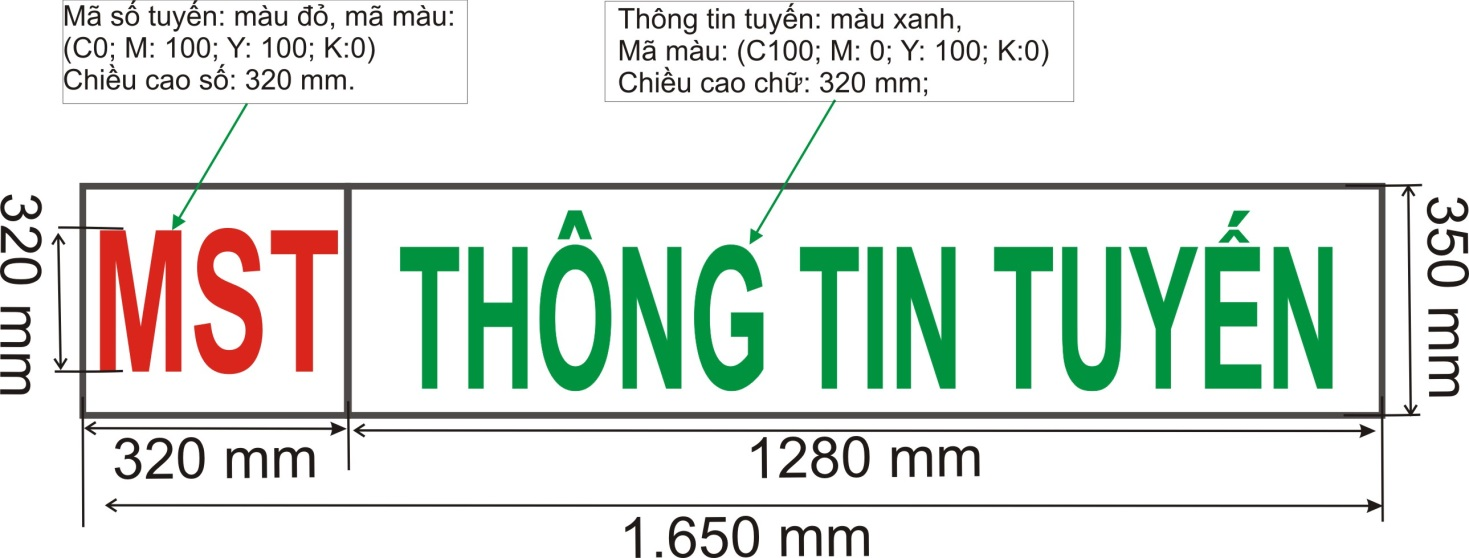 Mã số tuyến: màu đỏ, mã màu:
(C0; M: 100; Y: 100; K:0)
Chiều cao số: 320 mm.
Thông tin tuyến: màu xanh,
Mã màu: (C100; M: 0; Y: 100; K:0)
Chiều cao chữ: 320 mm;
320 mm
MST
THÔNG TIN TUYẾN
350 mm
320 mm
1280 mm
1.650 mm